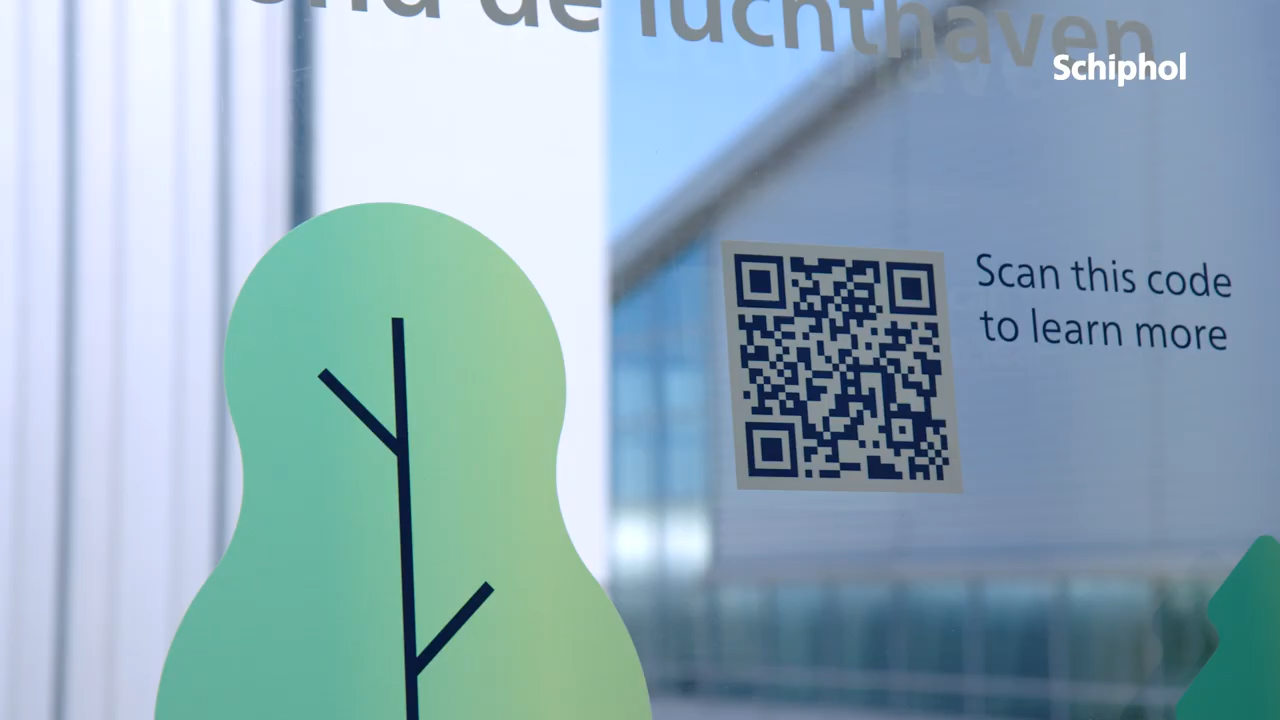 de luchthaven
Schiphol
Scan this code
to learn more